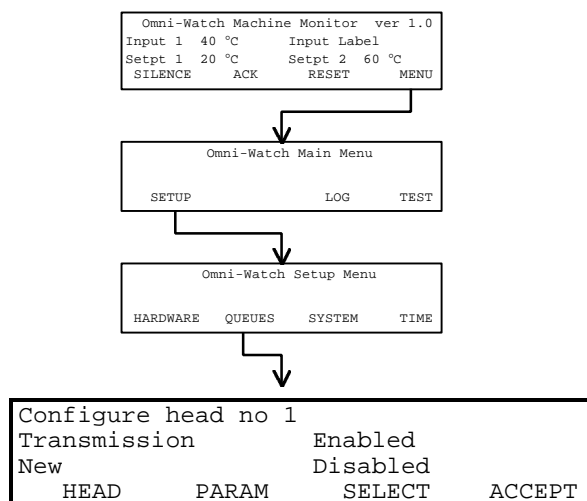 Omni-Watch Machine Monitor ver 1.0
Input 1 40 °C Input Label
Setpt 1 20 °C Setpt 2 60 °C
SILENCE ACK RESET MENU
Omni-Watch Main Menu
SETUP LOG TEST
Omni-Watch Setup Menu
HARDWARE QUEUES SYSTEM TIME
Configure head no 1
Transmission Enabled
New Disabled
HEAD PARAM SELECT ACCEPT